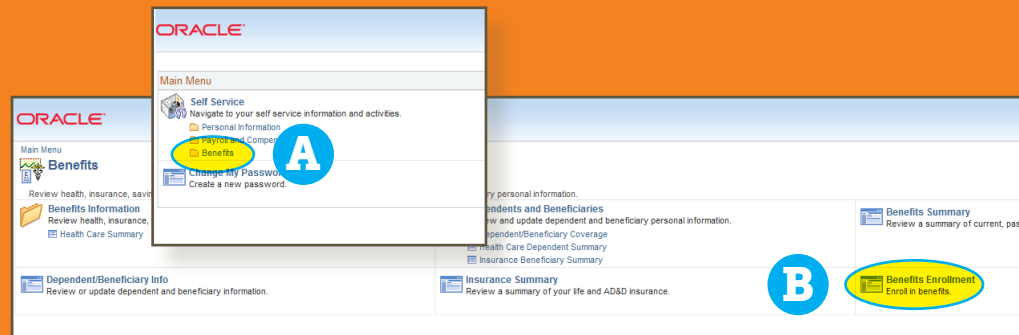 ORACLE
Main Menu
Self Service
Navigate to your self service information and activities.
Personal Information
Payroll and
Benefits
A
Change My
Create a new password.
ORACLE
Main Menu
Benefits
Review health, insurance,
personal information.
Benefits Information
Review health, insurance,
Health Care Summary
and Beneficiaries
and update dependent and beneficiary personal information.
Dependent/Beneficiary Coverage
Health Care Dependent Summary
Insurance Beneficiary Summary
Benefits Summary
Review a summary of current,
Dependent/Beneficiary Info
Review or update dependent and beneficiary information.
Insurance Summary
Review a summary of your life and AD&D insurance.
B
Benefits Enrollment
Enroll in benefits.